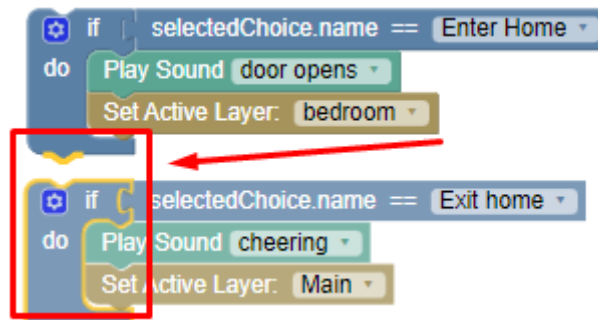 if selectedChoice.name == Enter Home
do Play Sound door opens
Set Active Layer: bedroom
if selectedChoice.name == Exit home
do Play Sound cheering
Set Active Layer: Main